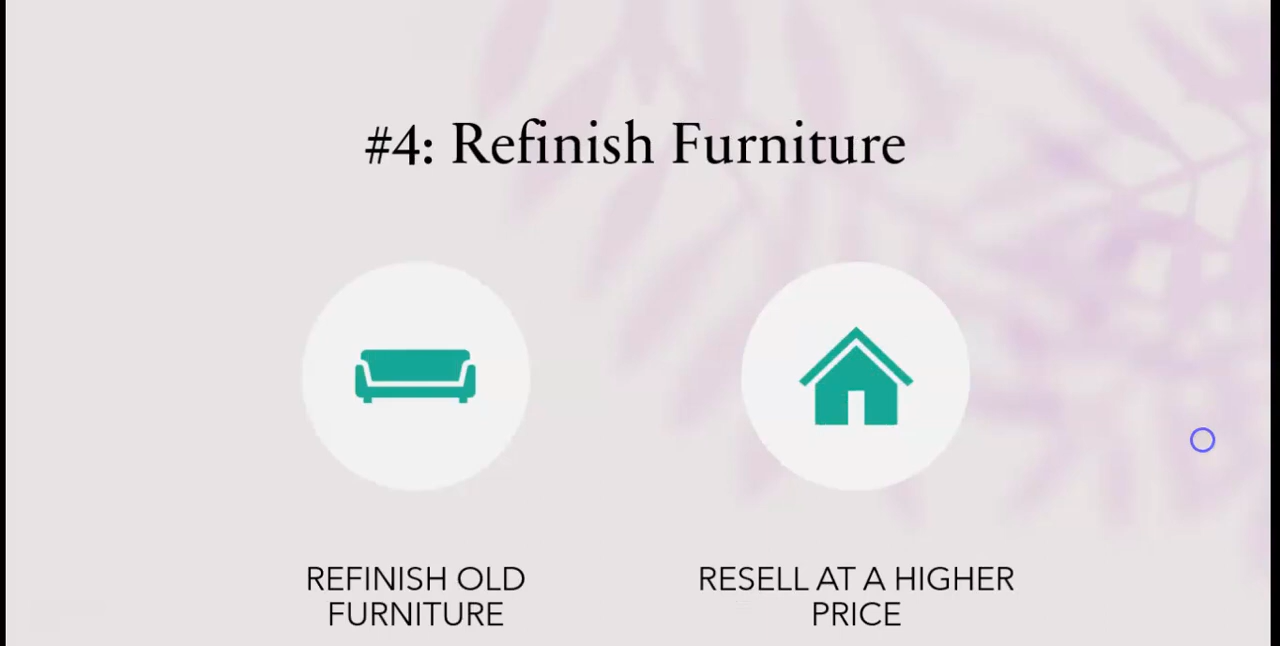 #4: Refinish Furniture
REFINISH OLD
FURNITURE
RESELL AT A HIGHER
PRICE